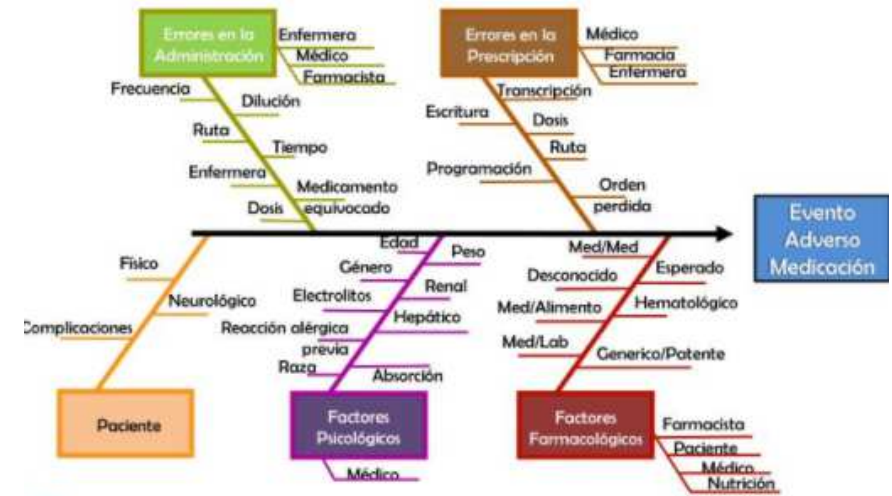 Errores en la
Administración
Enfermera
Médico
Farmacista
Frecuencia
Dilución
Ruta
Tiempo
Enfermera
Medicamento
equivocado
Dosis
Errores en la
Prescripción
Médico
Farmacia
Enfermera
Transcripción
Escritura
Dosis
Ruta
Programación
Orden
perdida
Evento
Adverso
Medicación
Físico
Neurológico
Complicaciones
Paciente
Edad
Peso
Género
Renal
Electrolitos
Hepático
Reacción alérgica
previa
Raza
Absorción
Factores
Psicológicos
Médico
Med/Med
Esperado
Desconocido
Hematológico
Med/Alimento
Med/Lab
Generico/Patente
Factores
Farmacológicos
Farmacista
Paciente
Médico
Nutrición